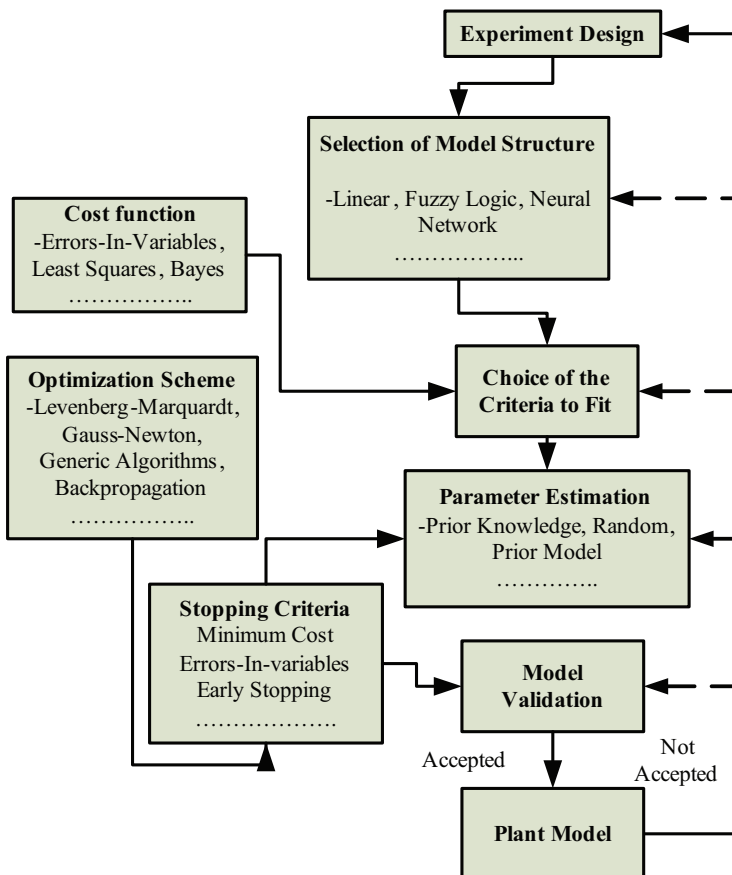 Experiment Design
Selection of Model Structure
-Linear, Fuzzy Logic, Neural
Network
……………...
Cost function
-Errors-In-Variables,
Least Squares, Bayes
……………..
Optimization Scheme
-Levenberg-Marquardt,
Gauss-Newton,
Generic Algorithms,
Backpropagation
……………..
Choice of the
Criteria to Fit
Parameter Estimation
-Prior Knowledge, Random,
Prior Model
…………..
Stopping Criteria
Minimum Cost
Errors-In-variables
Early Stopping
……………….
Model
Validation
Accepted
Not
Accepted
Plant Model